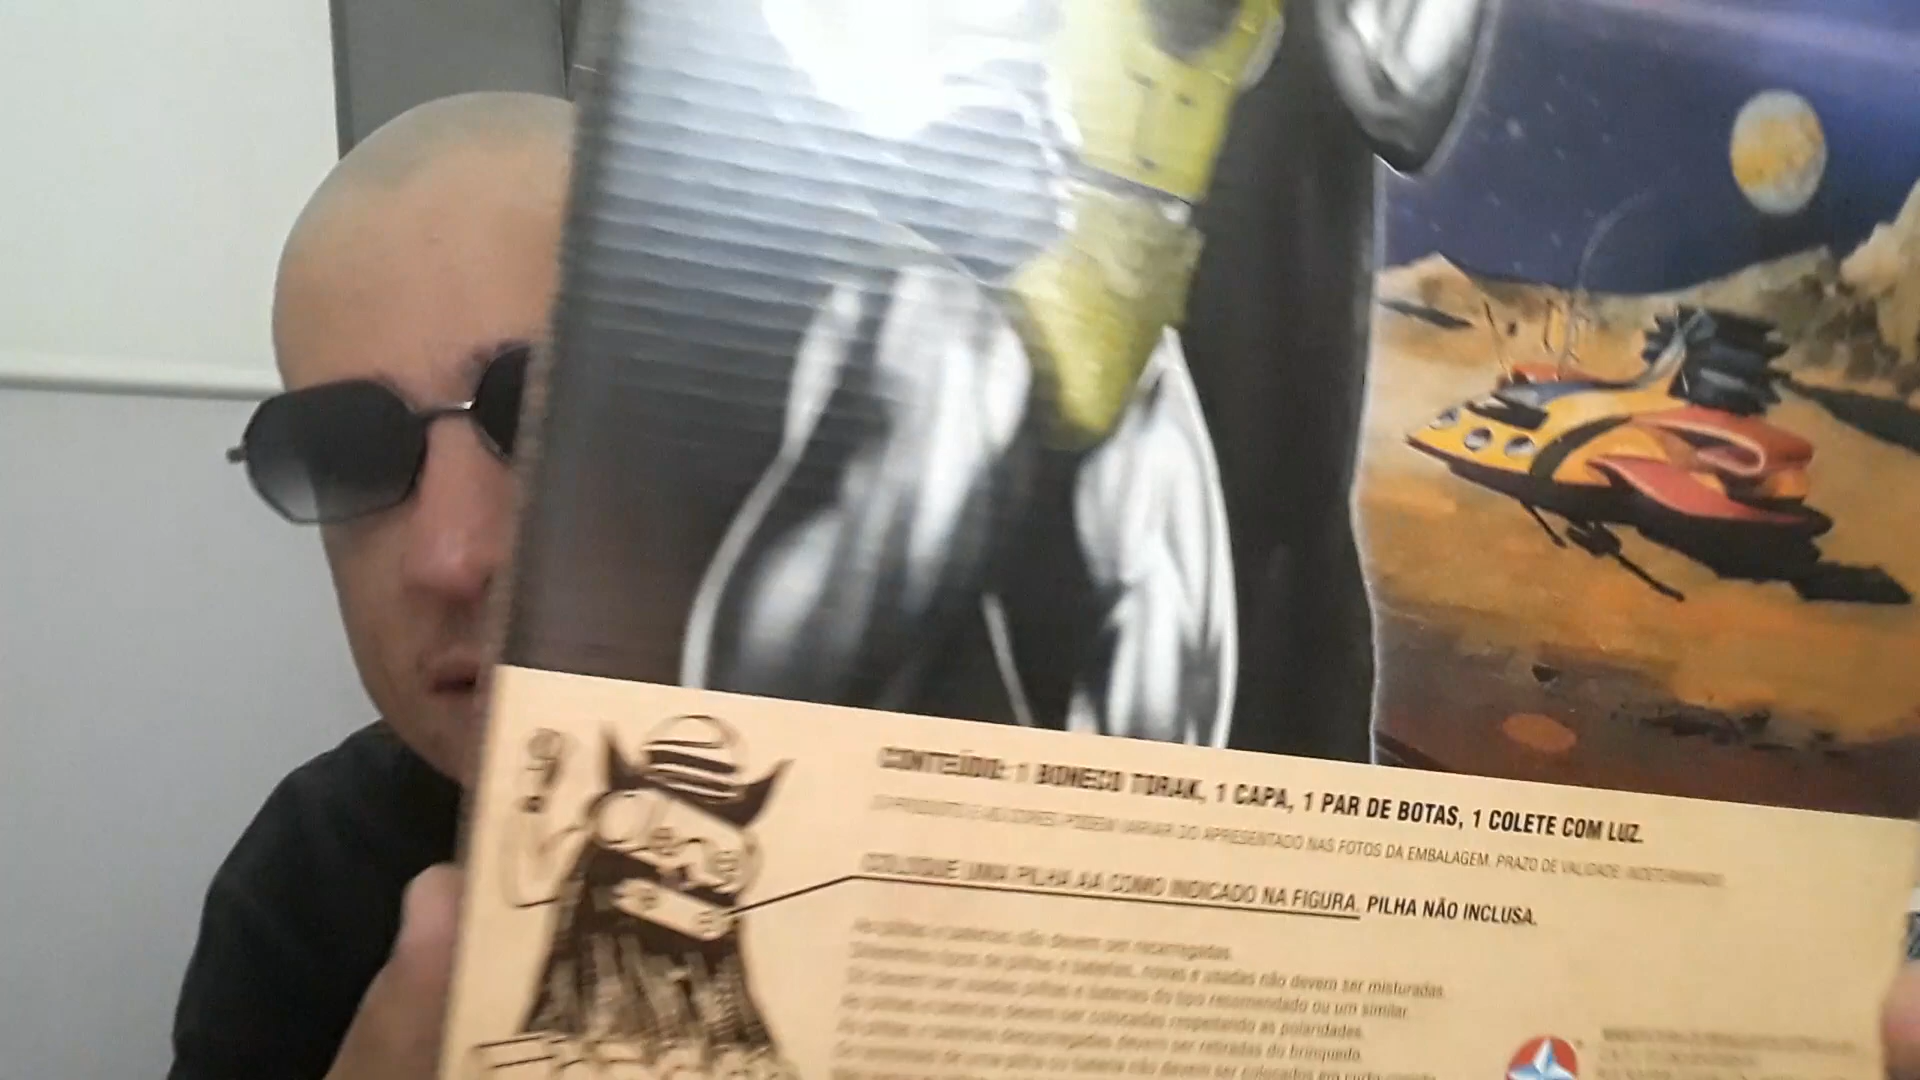 CONTEÚDO: 1 BONECO TORAK, 1 CAPA, 1 PAR DE BOTAS, 1 COLETE COM LUZ.
O PRODUTO E AS CORES PODEM VARIAR DO APRESENTADO NAS FOTOS DA EMBALAGEM. PRAZO DE VALIDADE: INDETERMINADO.
COLOQUE UMA PILHA AA COMO INDICADO NA FIGURA. PILHA NÃO INCLUSA.
As pilhas e baterias não devem ser recarregadas.
Diferentes tipos de pilhas e baterias, novas e usadas não devem ser misturadas.
Só devem ser usadas pilhas e baterias do tipo recomendado ou um similar.
As pilhas e baterias devem ser colocadas respeitando as polaridades.
As pilhas e baterias descarregadas devem ser retiradas do brinquedo.